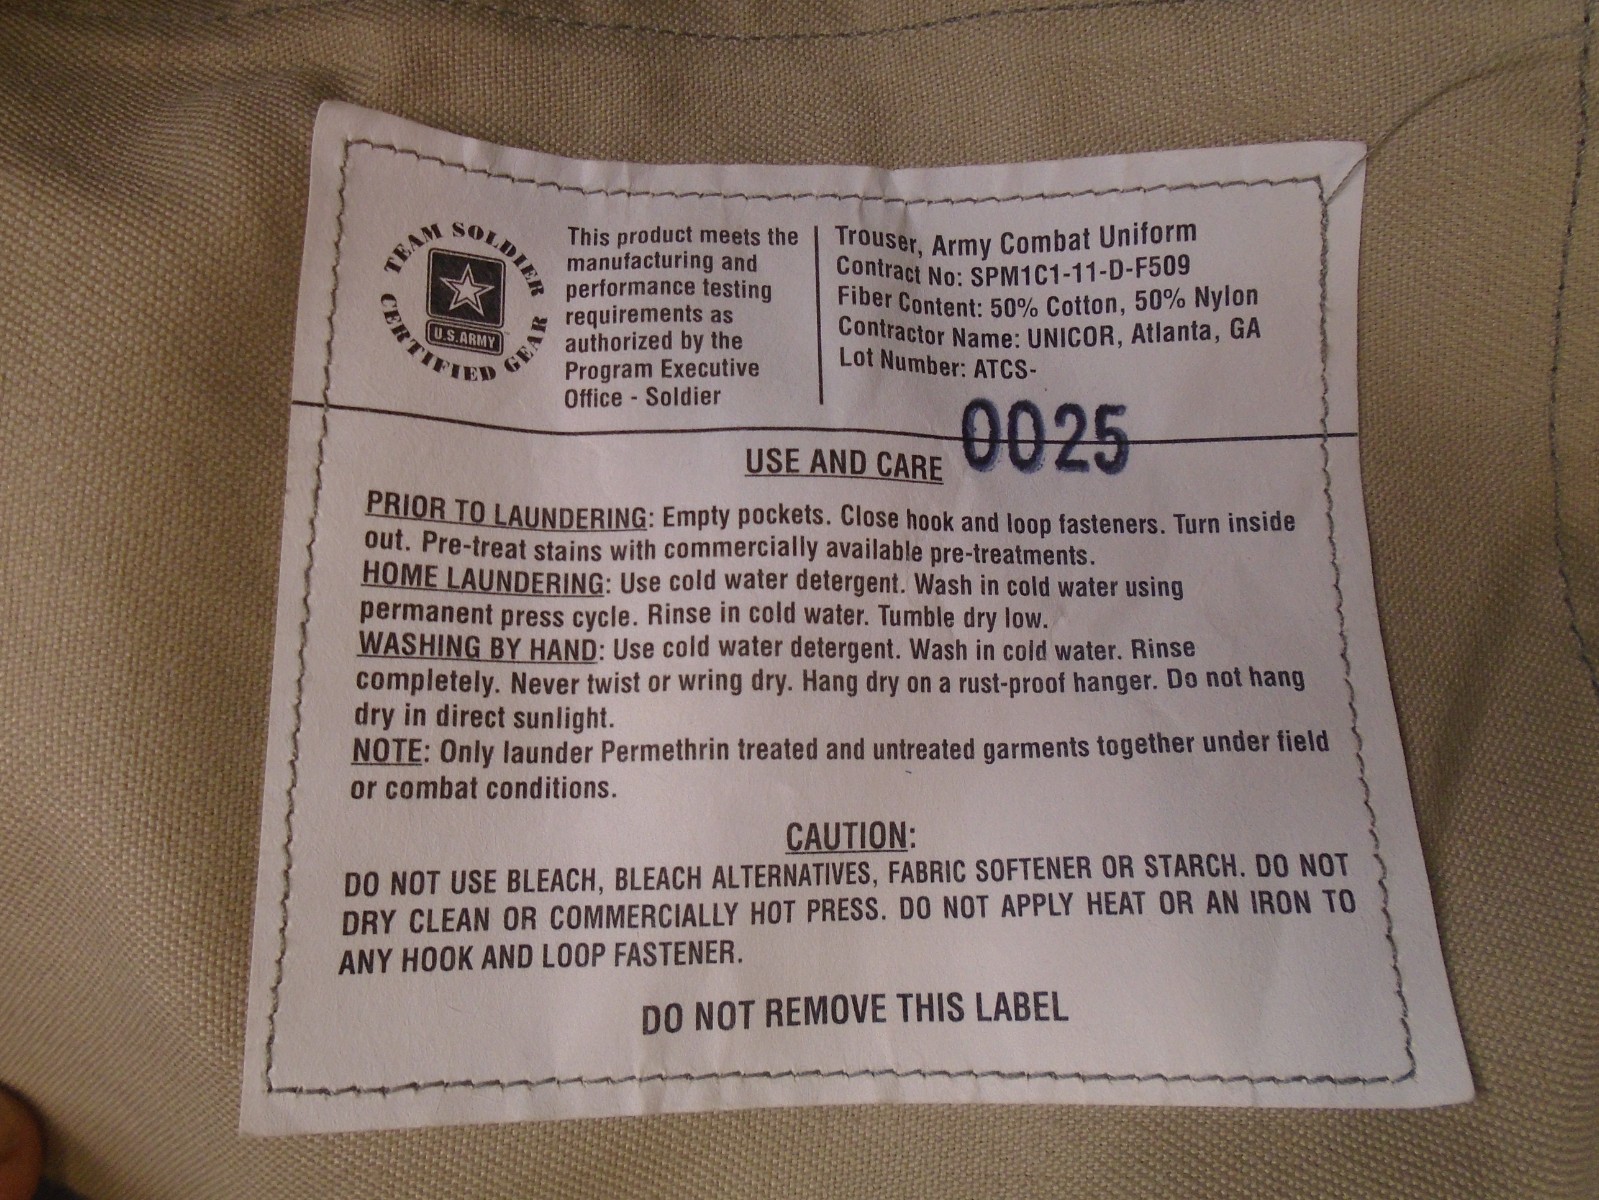 TEAM SOLDIER
CERTIFIED GEAR
U.S.ARMY
This product meets the
manufacturing and
performance testing
requirements as
authorized by the
Program Executive
Office - Soldier
Trouser, Army Combat Uniform
Contract No: SPM1C1-11-D-F509
Fiber Content: 50% Cotton, 50% Nylon
Contractor Name: UNICOR, Atlanta, GA
Lot Number: ATCS-
0025
USE AND CARE
PRIOR TO LAUNDERING: Empty pockets. Close hook and loop fasteners. Turn inside
out. Pre-treat stains with commercially available pre-treatments.
HOME LAUNDERING: Use cold water detergent. Wash in cold water using
permanent press cycle. Rinse in cold water. Tumble dry low.
WASHING BY HAND: Use cold water detergent. Wash in cold water. Rinse
completely. Never twist or wring dry. Hang dry on a rust-proof hanger. Do not hang
dry in direct sunlight.
NOTE: Only launder Permethrin treated and untreated garments together under field
or combat conditions.
CAUTION:
DO NOT USE BLEACH, BLEACH ALTERNATIVES, FABRIC SOFTENER OR STARCH. DO NOT
DRY CLEAN OR COMMERCIALLY HOT PRESS. DO NOT APPLY HEAT OR AN IRON TO
ANY HOOK AND LOOP FASTENER.
DO NOT REMOVE THIS LABEL